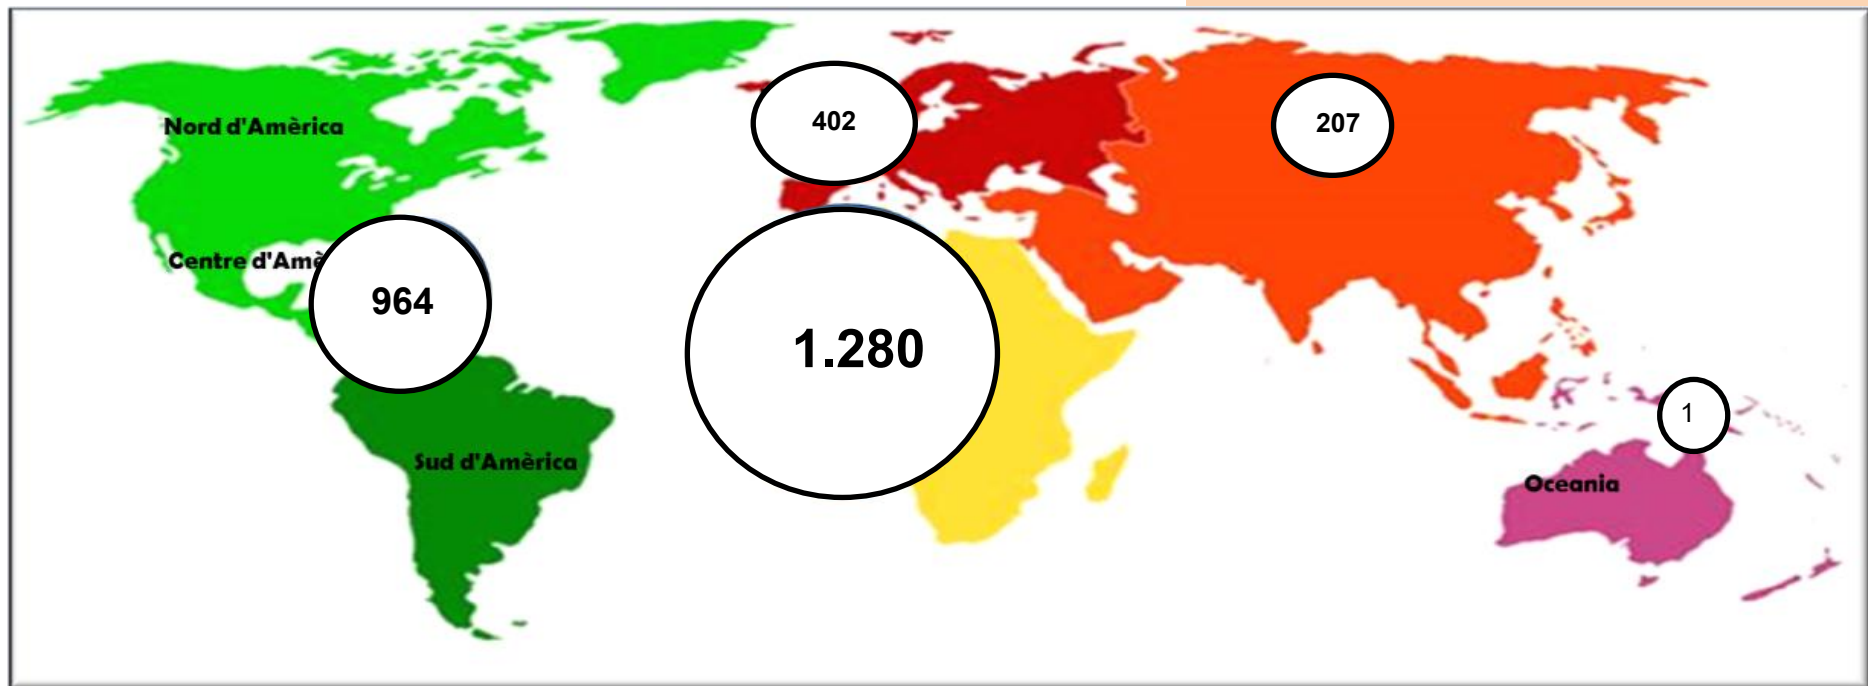 402
207
Nord d'Amèrica
Centre d'Amè
964
1.280
1
Sud d'Amèrica
Oceania